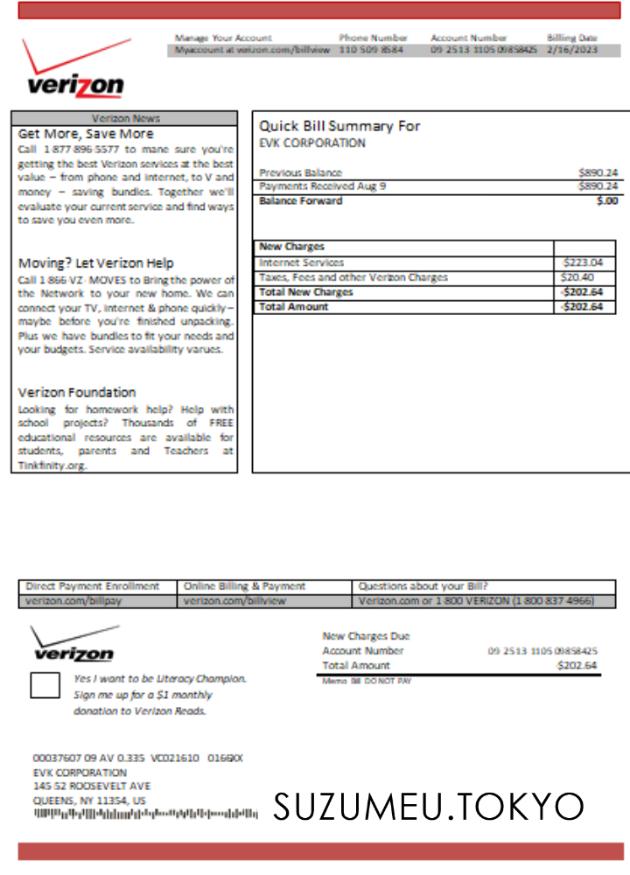 Manage Your Account Phone Number Account Number Billing Date
Myaccount at verizon.com/billview 110 509 8584 09 2513 1105 09858425 2/16/2023
verizon
Verizon News
Get More, Save More
Call 1 877 896-5577 to mane sure you're
getting the best Verizon services at the best
value – from phone and internet, to V and
money – saving bundles. Together we'll
evaluate your current service and find ways
to save you even more.
Moving? Let Verizon Help
Call 1 866 VZ MOVES to Bring the power of
the Network to your new home. We can
connect your TV, internet & phone quickly –
maybe before you're finished unpacking.
Plus we have bundles to fit your needs and
your budgets. Service availability varues.
Verizon Foundation
Looking for homework help? Help with
school projects? Thousands of FREE
educational resources are available for
students, parents and Teachers at
Tinkfinity.org.
Quick Bill Summary For
EVK CORPORATION
Previous Balance $890.24
Payments Received Aug 9 $890.24
Balance Forward $.00
New Charges
Internet Services $223.04
Taxes, Fees and other Verizon Charges $20.40
Total New Charges -$202.64
Total Amount -$202.64
Direct Payment Enrollment Online Billing & Payment Questions about your Bill?
verizon.com/billpay verizon.com/billview Verizon.com or 1 800 VERIZON (1 800 837 4966)
verizon
Yes I want to be Literacy Champion.
Sign me up for a $1 monthly
donation to Verizon Reads.
New Charges Due
Account Number 09 2513 1105 09858425
Total Amount -$202.64
Memo Bill DO NOT PAY
00037607 09 AV 0.335 VC021610
EVK CORPORATION
145 52 ROOSEVELT AVE
QUEENS, NY 11354, US
SUZUMEU.TOKYO